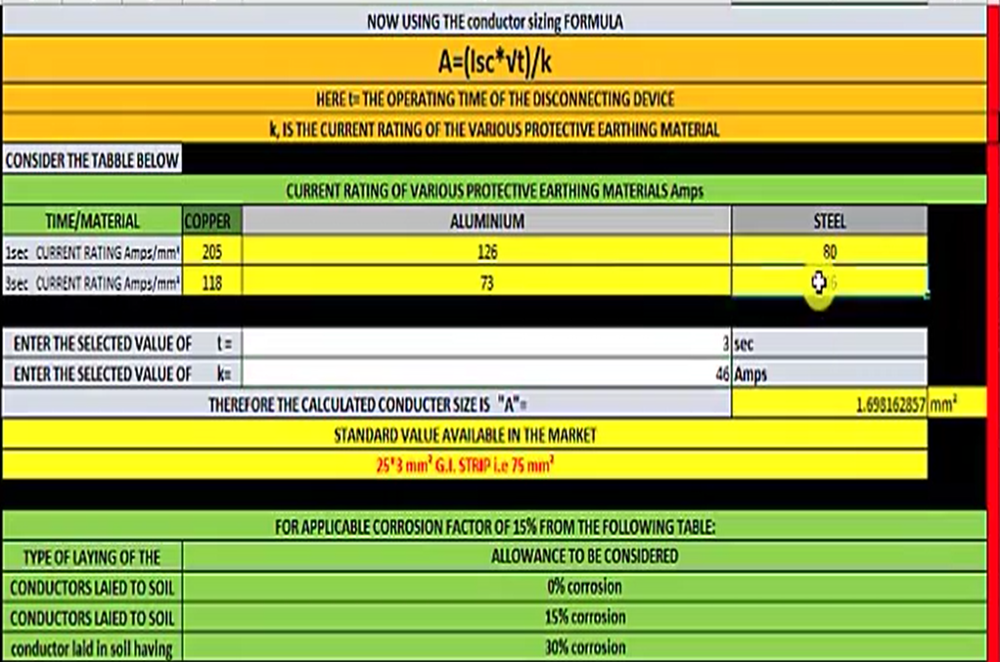 NOW USING THE conductor sizing FORMULA
A=(Isc*√t)/k
HERE t= THE OPERATING TIME OF THE DISCONNECTING DEVICE
k, IS THE CURRENT RATING OF THE VARIOUS PROTECTIVE EARTHING MATERIAL
CONSIDER THE TABBLE BELOW
CURRENT RATING OF VARIOUS PROTECTIVE EARTHING MATERIALS Amps
TIME/MATERIAL COPPER ALUMINIUM STEEL
1sec CURRENT RATING Amps/mm² 205 126 80
3sec CURRENT RATING Amps/mm² 118 73
ENTER THE SELECTED VALUE OF t= 3 sec
ENTER THE SELECTED VALUE OF k= 46 Amps
THEREFORE THE CALCULATED CONDUCTER SIZE IS "A"= 1.698162857 mm²
STANDARD VALUE AVAILABLE IN THE MARKET
25*3 mm² G.I. STRIP i.e 75 mm²
FOR APPLICABLE CORROSION FACTOR OF 15% FROM THE FOLLOWING TABLE:
TYPE OF LAYING OF THE ALLOWANCE TO BE CONSIDERED
CONDUCTORS LAIED TO SOIL 0% corrosion
CONDUCTORS LAIED TO SOIL 15% corrosion
conductor laid in soil having 30% corrosion